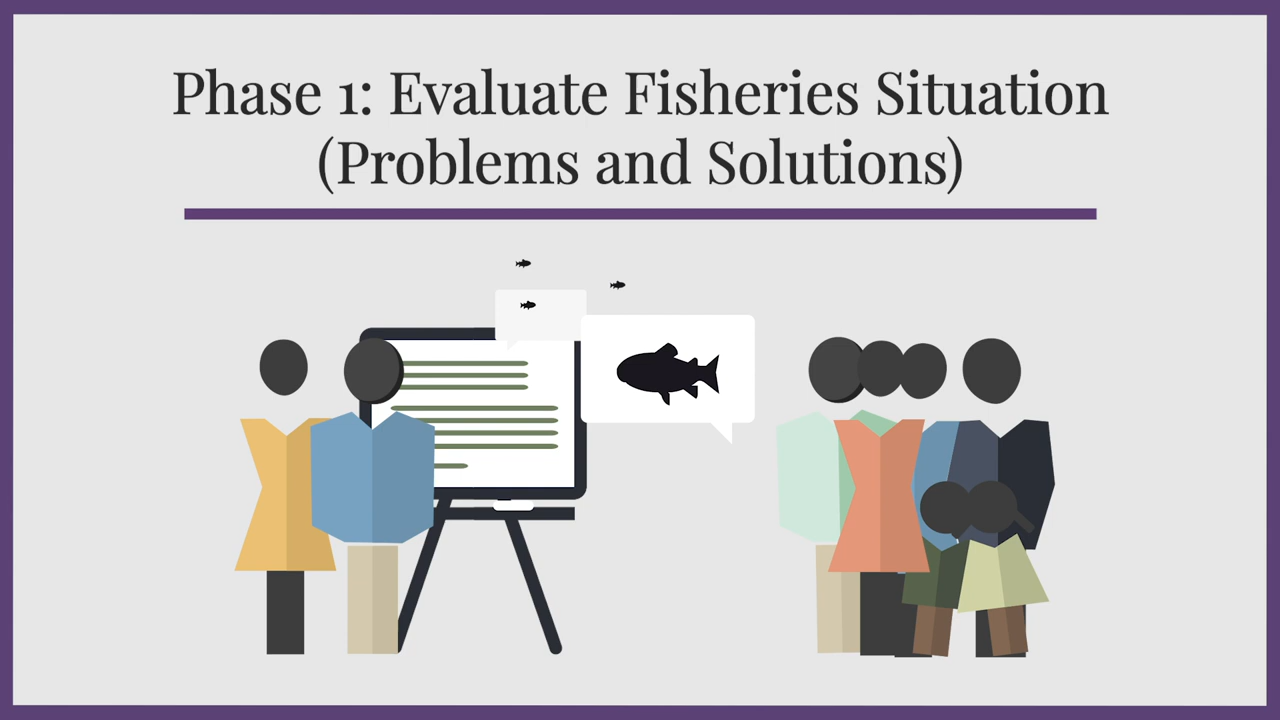 Phase 1: Evaluate Fisheries Situation
(Problems and Solutions)